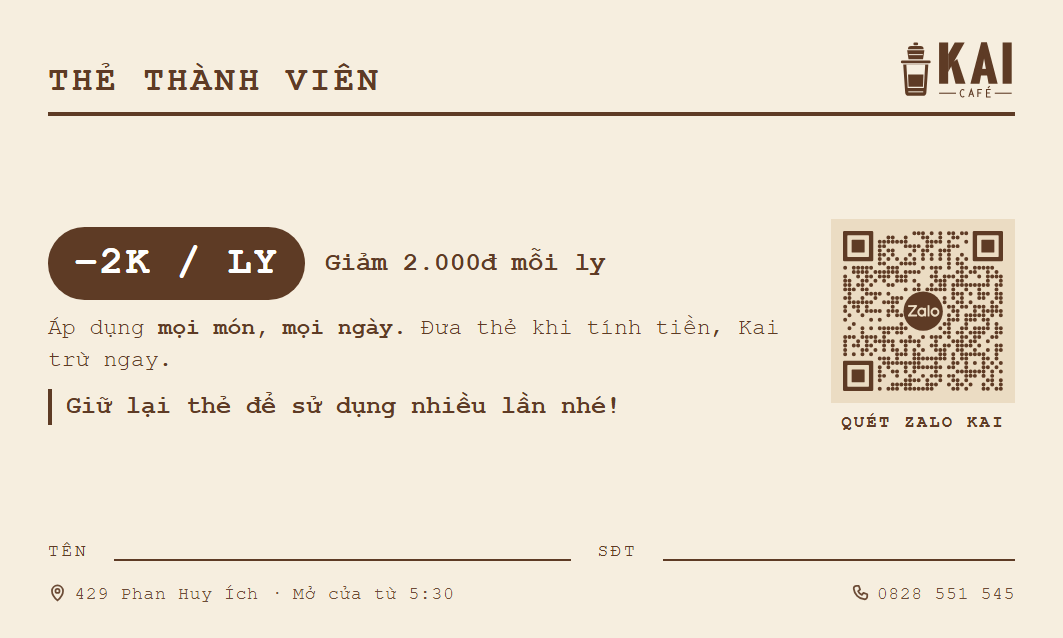 THẺ THÀNH VIÊN
KAI
CAFÉ
−2K / LY
Giảm 2.000đ mỗi ly
Áp dụng mọi món, mọi ngày. Đưa thẻ khi tính tiền, Kai
trừ ngay.
Giữ lại thẻ để sử dụng nhiều lần nhé!
Zalo
QUÉT ZALO KAI
TÊN
SĐT
429 Phan Huy Ích · Mở cửa từ 5:30
0828 551 545